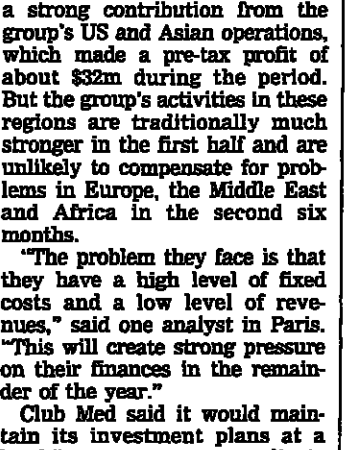 a strong contribution from the
group's US and Asian operations,
which made a pre-tax profit of
about $32m during the period.
But the group's activities in these
regions are traditionally much
stronger in the first half and are
unlikely to compensate for prob-
lems in Europe, the Middle East
and Africa in the second six
months.
"The problem they face is that
they have a high level of fixed
costs and a low level of reve-
nues," said one analyst in Paris.
"This will create strong pressure
on their finances in the remain-
der of the year."
Club Med said it would main-
tain its investment plans at a